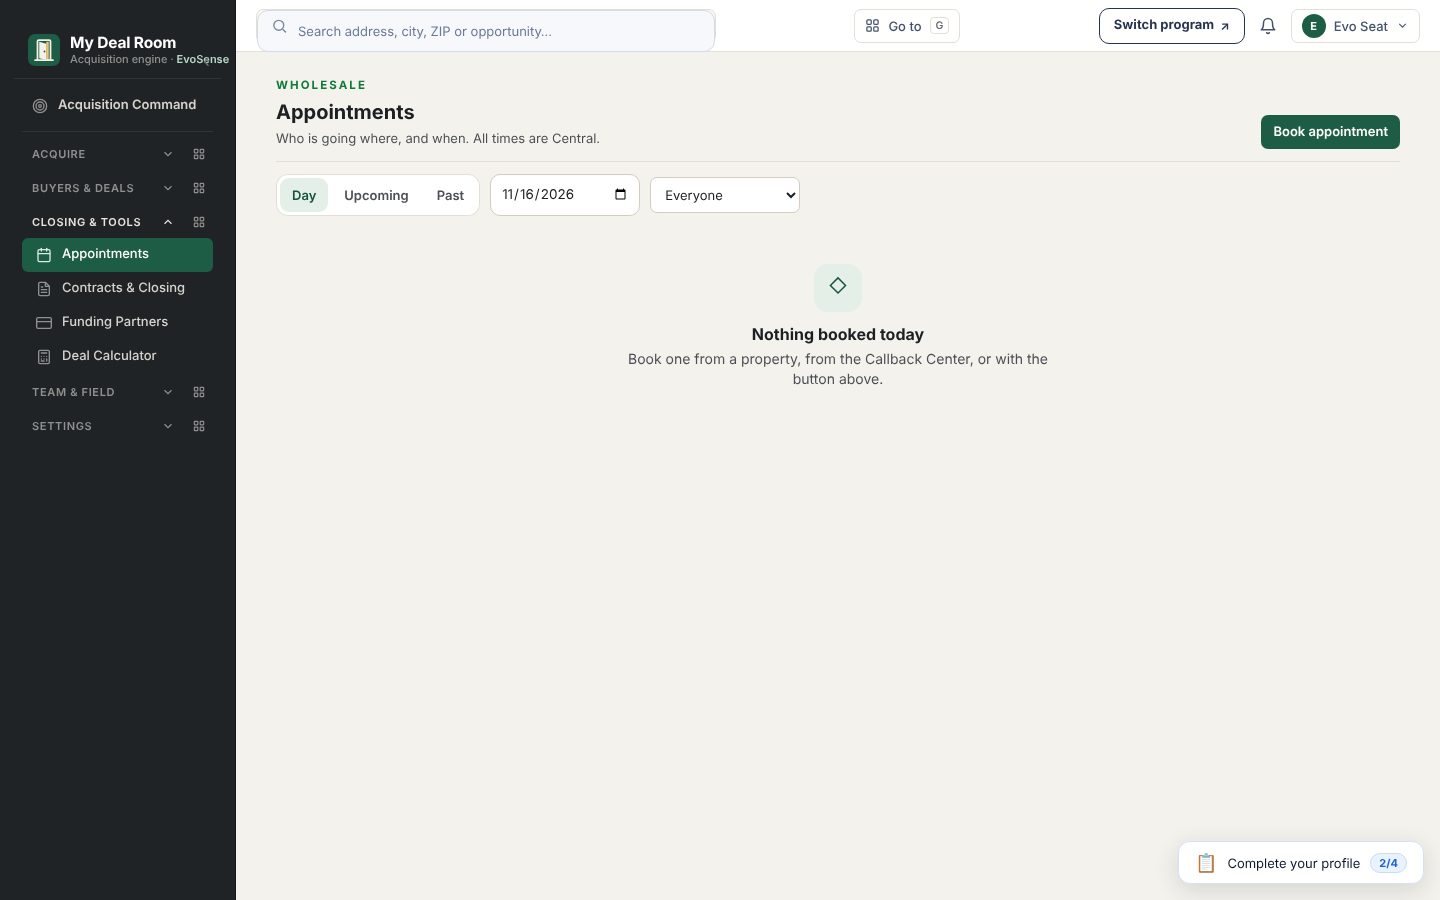 My Deal Room
Acquisition engine · EvoSense
Acquisition Command
ACQUIRE
BUYERS & DEALS
CLOSING & TOOLS
Appointments
Contracts & Closing
Funding Partners
Deal Calculator
TEAM & FIELD
SETTINGS
Search address, city, ZIP or opportunity...
Go to G
Switch program
E Evo Seat
WHOLESALE
Appointments
Who is going where, and when. All times are Central.
Book appointment
Day Upcoming Past 11/16/2026 Everyone
Nothing booked today
Book one from a property, from the Callback Center, or with the
button above.
Complete your profile 2/4